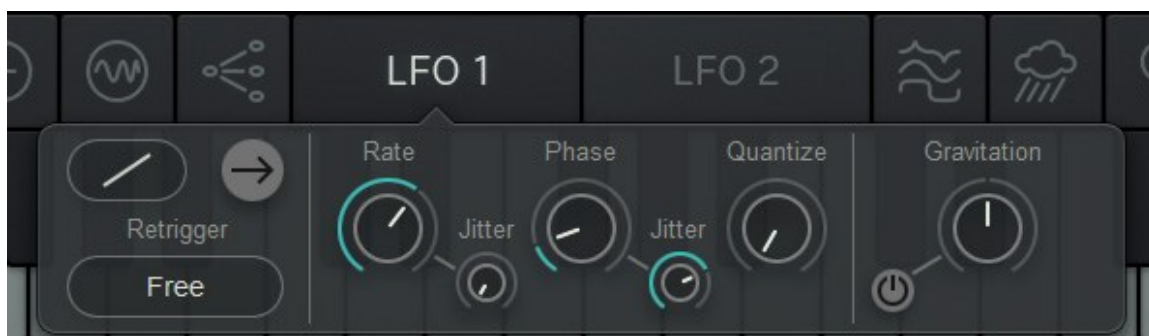 LFO 1
LFO 2
Rate
Phase
Quantize
Gravitation
Retrigger
Jitter
Jitter
Free